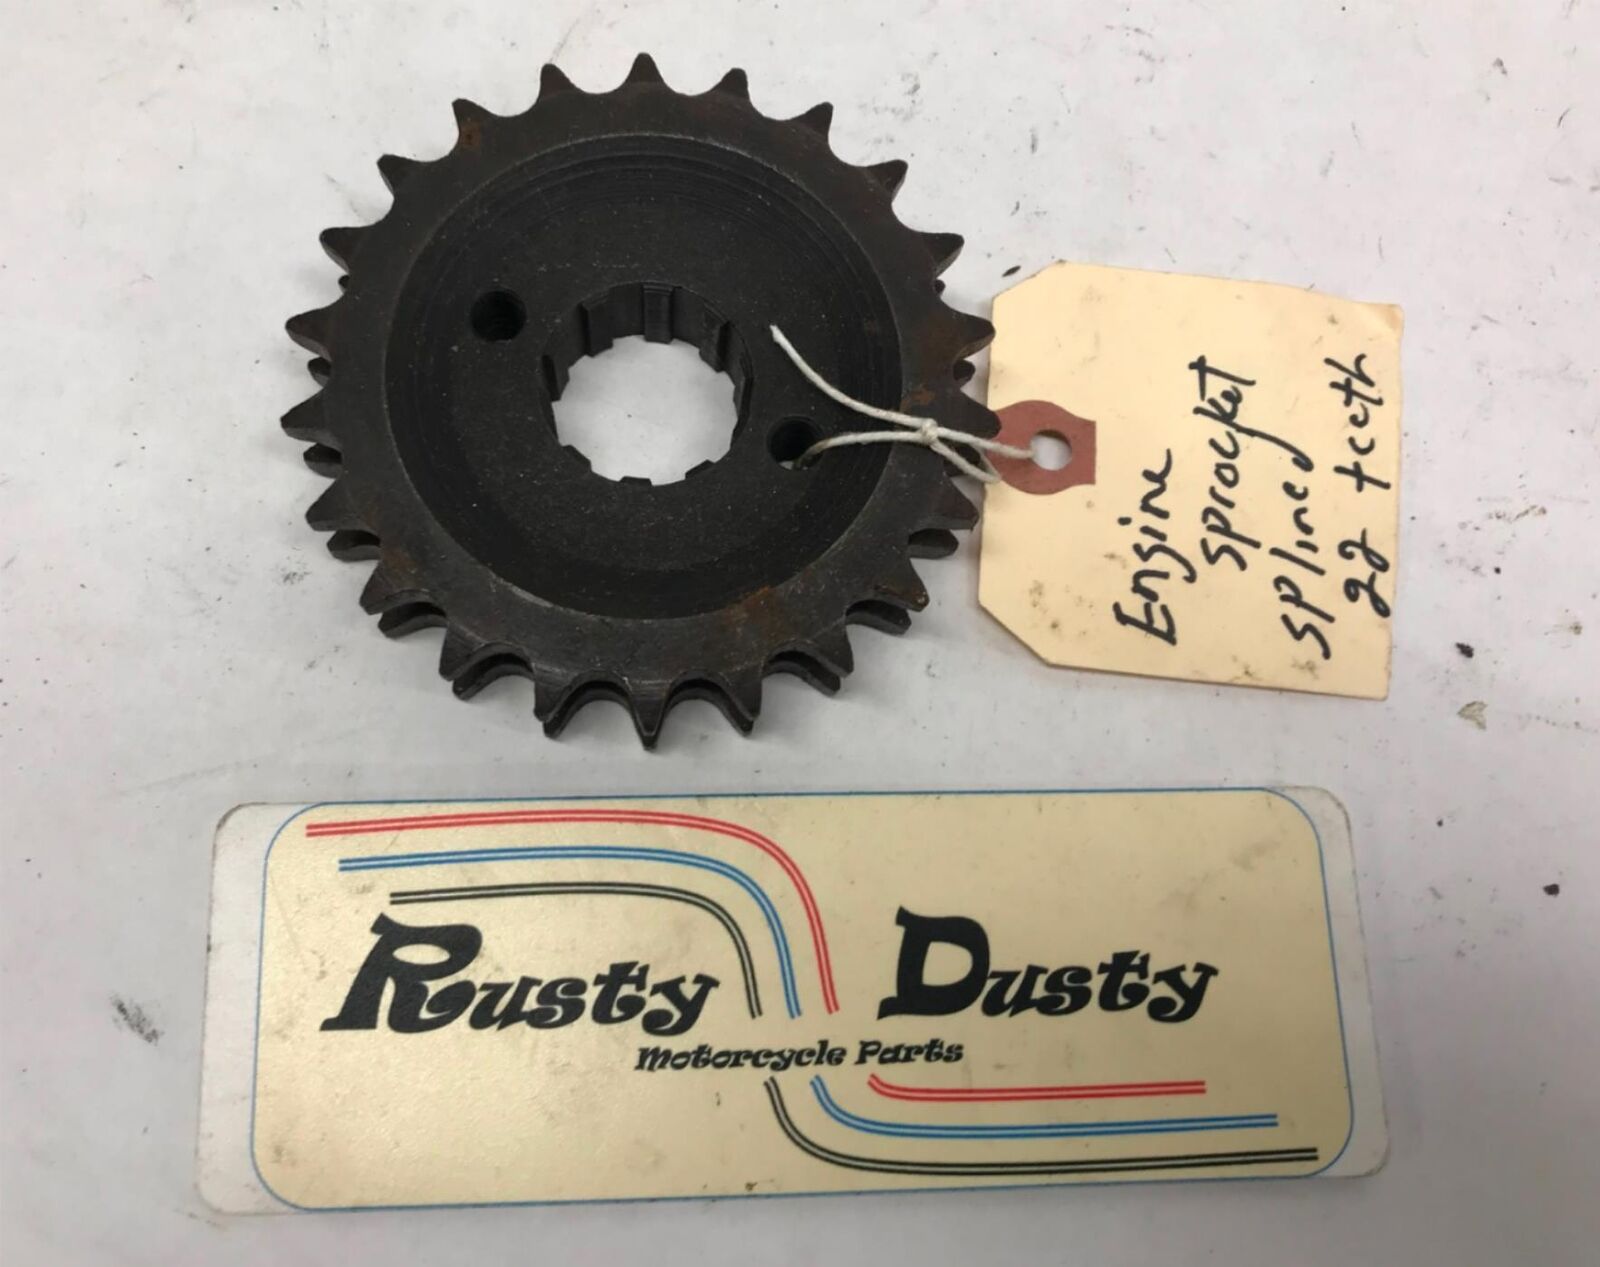 Engine
sprocket
splined
22 teeth
Rusty Dusty
Motorcycle Parts